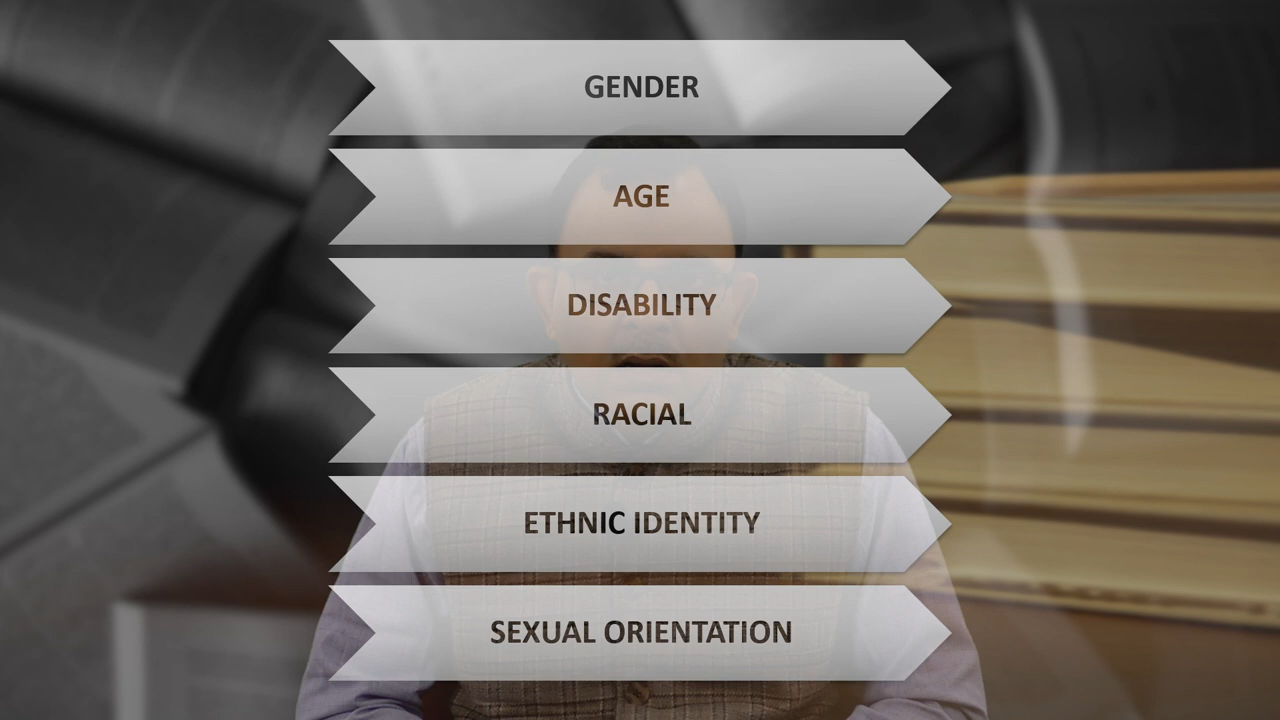 GENDER
AGE
DISABILITY
RACIAL
ETHNIC IDENTITY
SEXUAL ORIENTATION